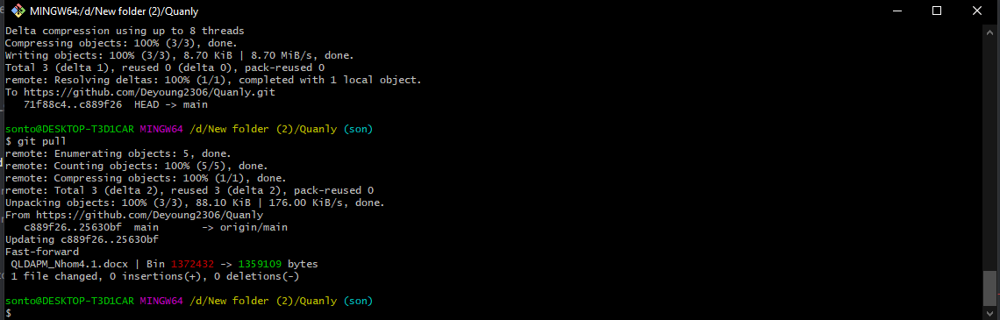 MINGW64:/d/New folder (2)/Quanly
Delta compression using up to 8 threads
Compressing objects: 100% (3/3), done.
Writing objects: 100% (3/3), 8.70 KiB | 8.70 MiB/s, done.
Total 3 (delta 1), reused 0 (delta 0), pack-reused 0
remote: Resolving deltas: 100% (1/1), completed with 1 local object.
To https://github.com/Deyoung2306/Quanly.git
   71f88c4..c889f26  HEAD -> main
sonto@DESKTOP-T3D1CAR MINGW64 /d/New folder (2)/Quanly (son)
$ git pull
remote: Enumerating objects: 5, done.
remote: Counting objects: 100% (5/5), done.
remote: Compressing objects: 100% (1/1), done.
remote: Total 3 (delta 2), reused 3 (delta 2), pack-reused 0
Unpacking objects: 100% (3/3), 88.10 KiB | 176.00 KiB/s, done.
From https://github.com/Deyoung2306/Quanly
   c889f26..25630bf  main       -> origin/main
Updating c889f26..25630bf
Fast-forward
 QLDAPM_Nhom4.1.docx | Bin 1372432 -> 1359109 bytes
 1 file changed, 0 insertions(+), 0 deletions(-)
sonto@DESKTOP-T3D1CAR MINGW64 /d/New folder (2)/Quanly (son)
$